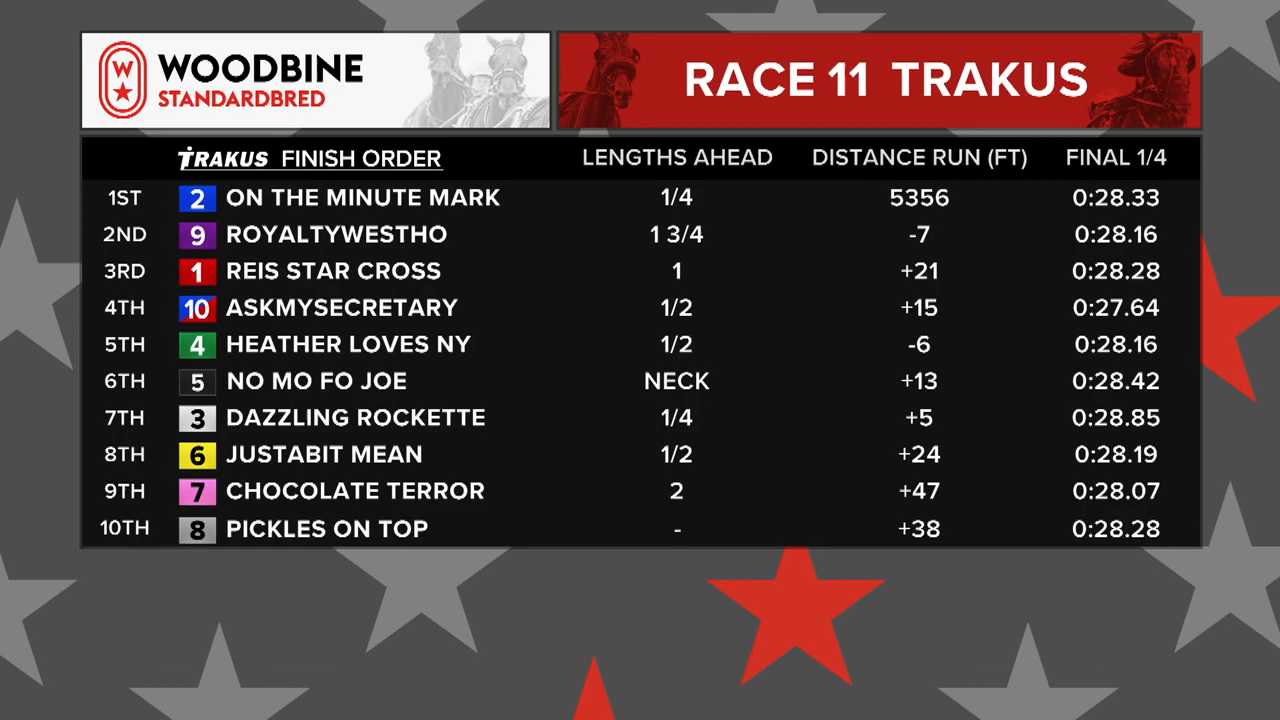 W
WOODBINE
STANDARDBRED
RACE 11 TRAKUS
TRAKUS FINISH ORDER LENGTHS AHEAD DISTANCE RUN (FT) FINAL 1/4
1ST 2 ON THE MINUTE MARK 1/4 5356 0:28.33
2ND 9 ROYALTYWESTHO 1 3/4 -7 0:28.16
3RD 1 REIS STAR CROSS 1 +21 0:28.28
4TH 10 ASKMYSECRETARY 1/2 +15 0:27.64
5TH 4 HEATHER LOVES NY 1/2 -6 0:28.16
6TH 5 NO MO FO JOE NECK +13 0:28.42
7TH 3 DAZZLING ROCKETTE 1/4 +5 0:28.85
8TH 6 JUSTABIT MEAN 1/2 +24 0:28.19
9TH 7 CHOCOLATE TERROR 2 +47 0:28.07
10TH 8 PICKLES ON TOP - +38 0:28.28